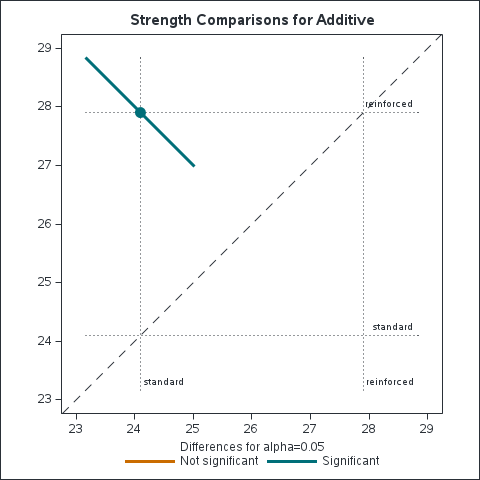 Strength Comparisons for Additive
29
28
27
26
25
24
23
reinforced
standard
standard reinforced
23 24 25 26 27 28 29
Differences for alpha=0.05
Not significant Significant